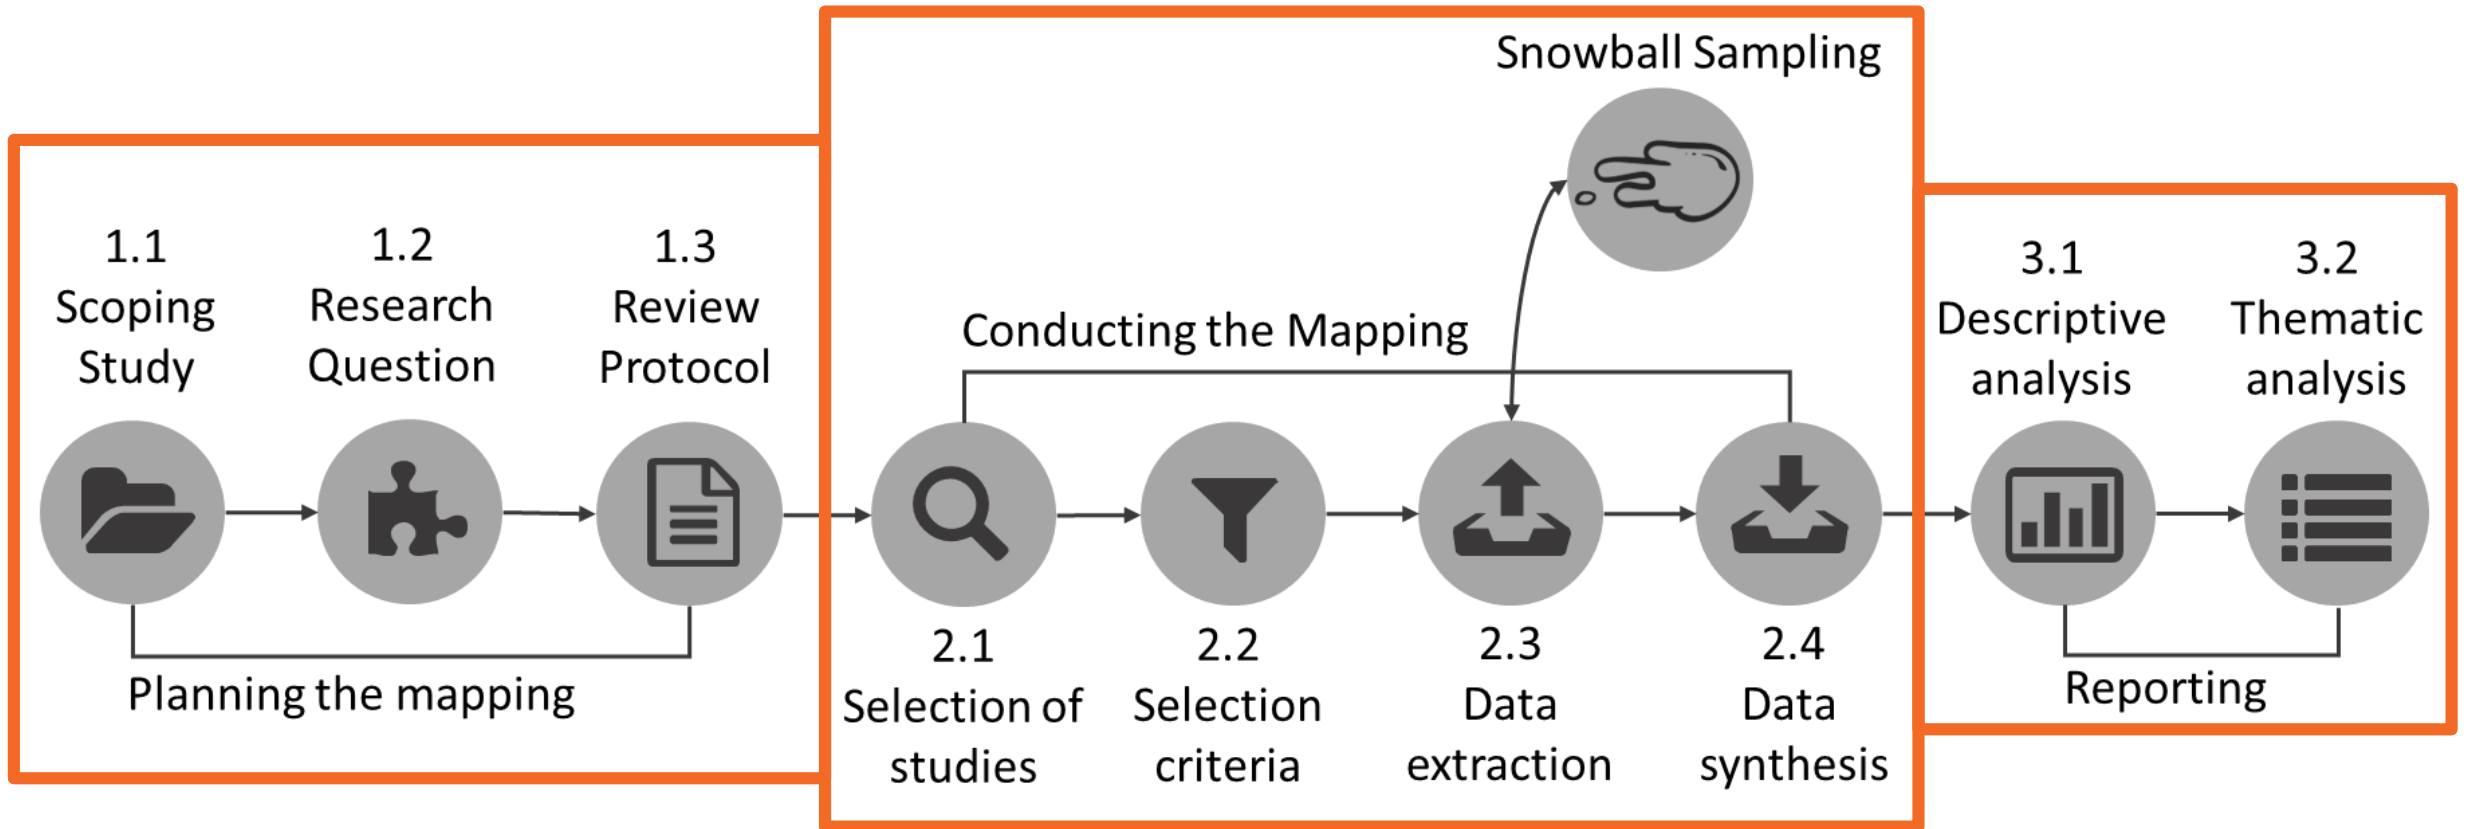 Snowball Sampling
1.1
Scoping
Study
1.2
Research
Question
1.3
Review
Protocol
Planning the mapping
Conducting the Mapping
2.1
Selection of
studies
2.2
Selection
criteria
2.3
Data
extraction
2.4
Data
synthesis
3.1
Descriptive
analysis
3.2
Thematic
analysis
Reporting